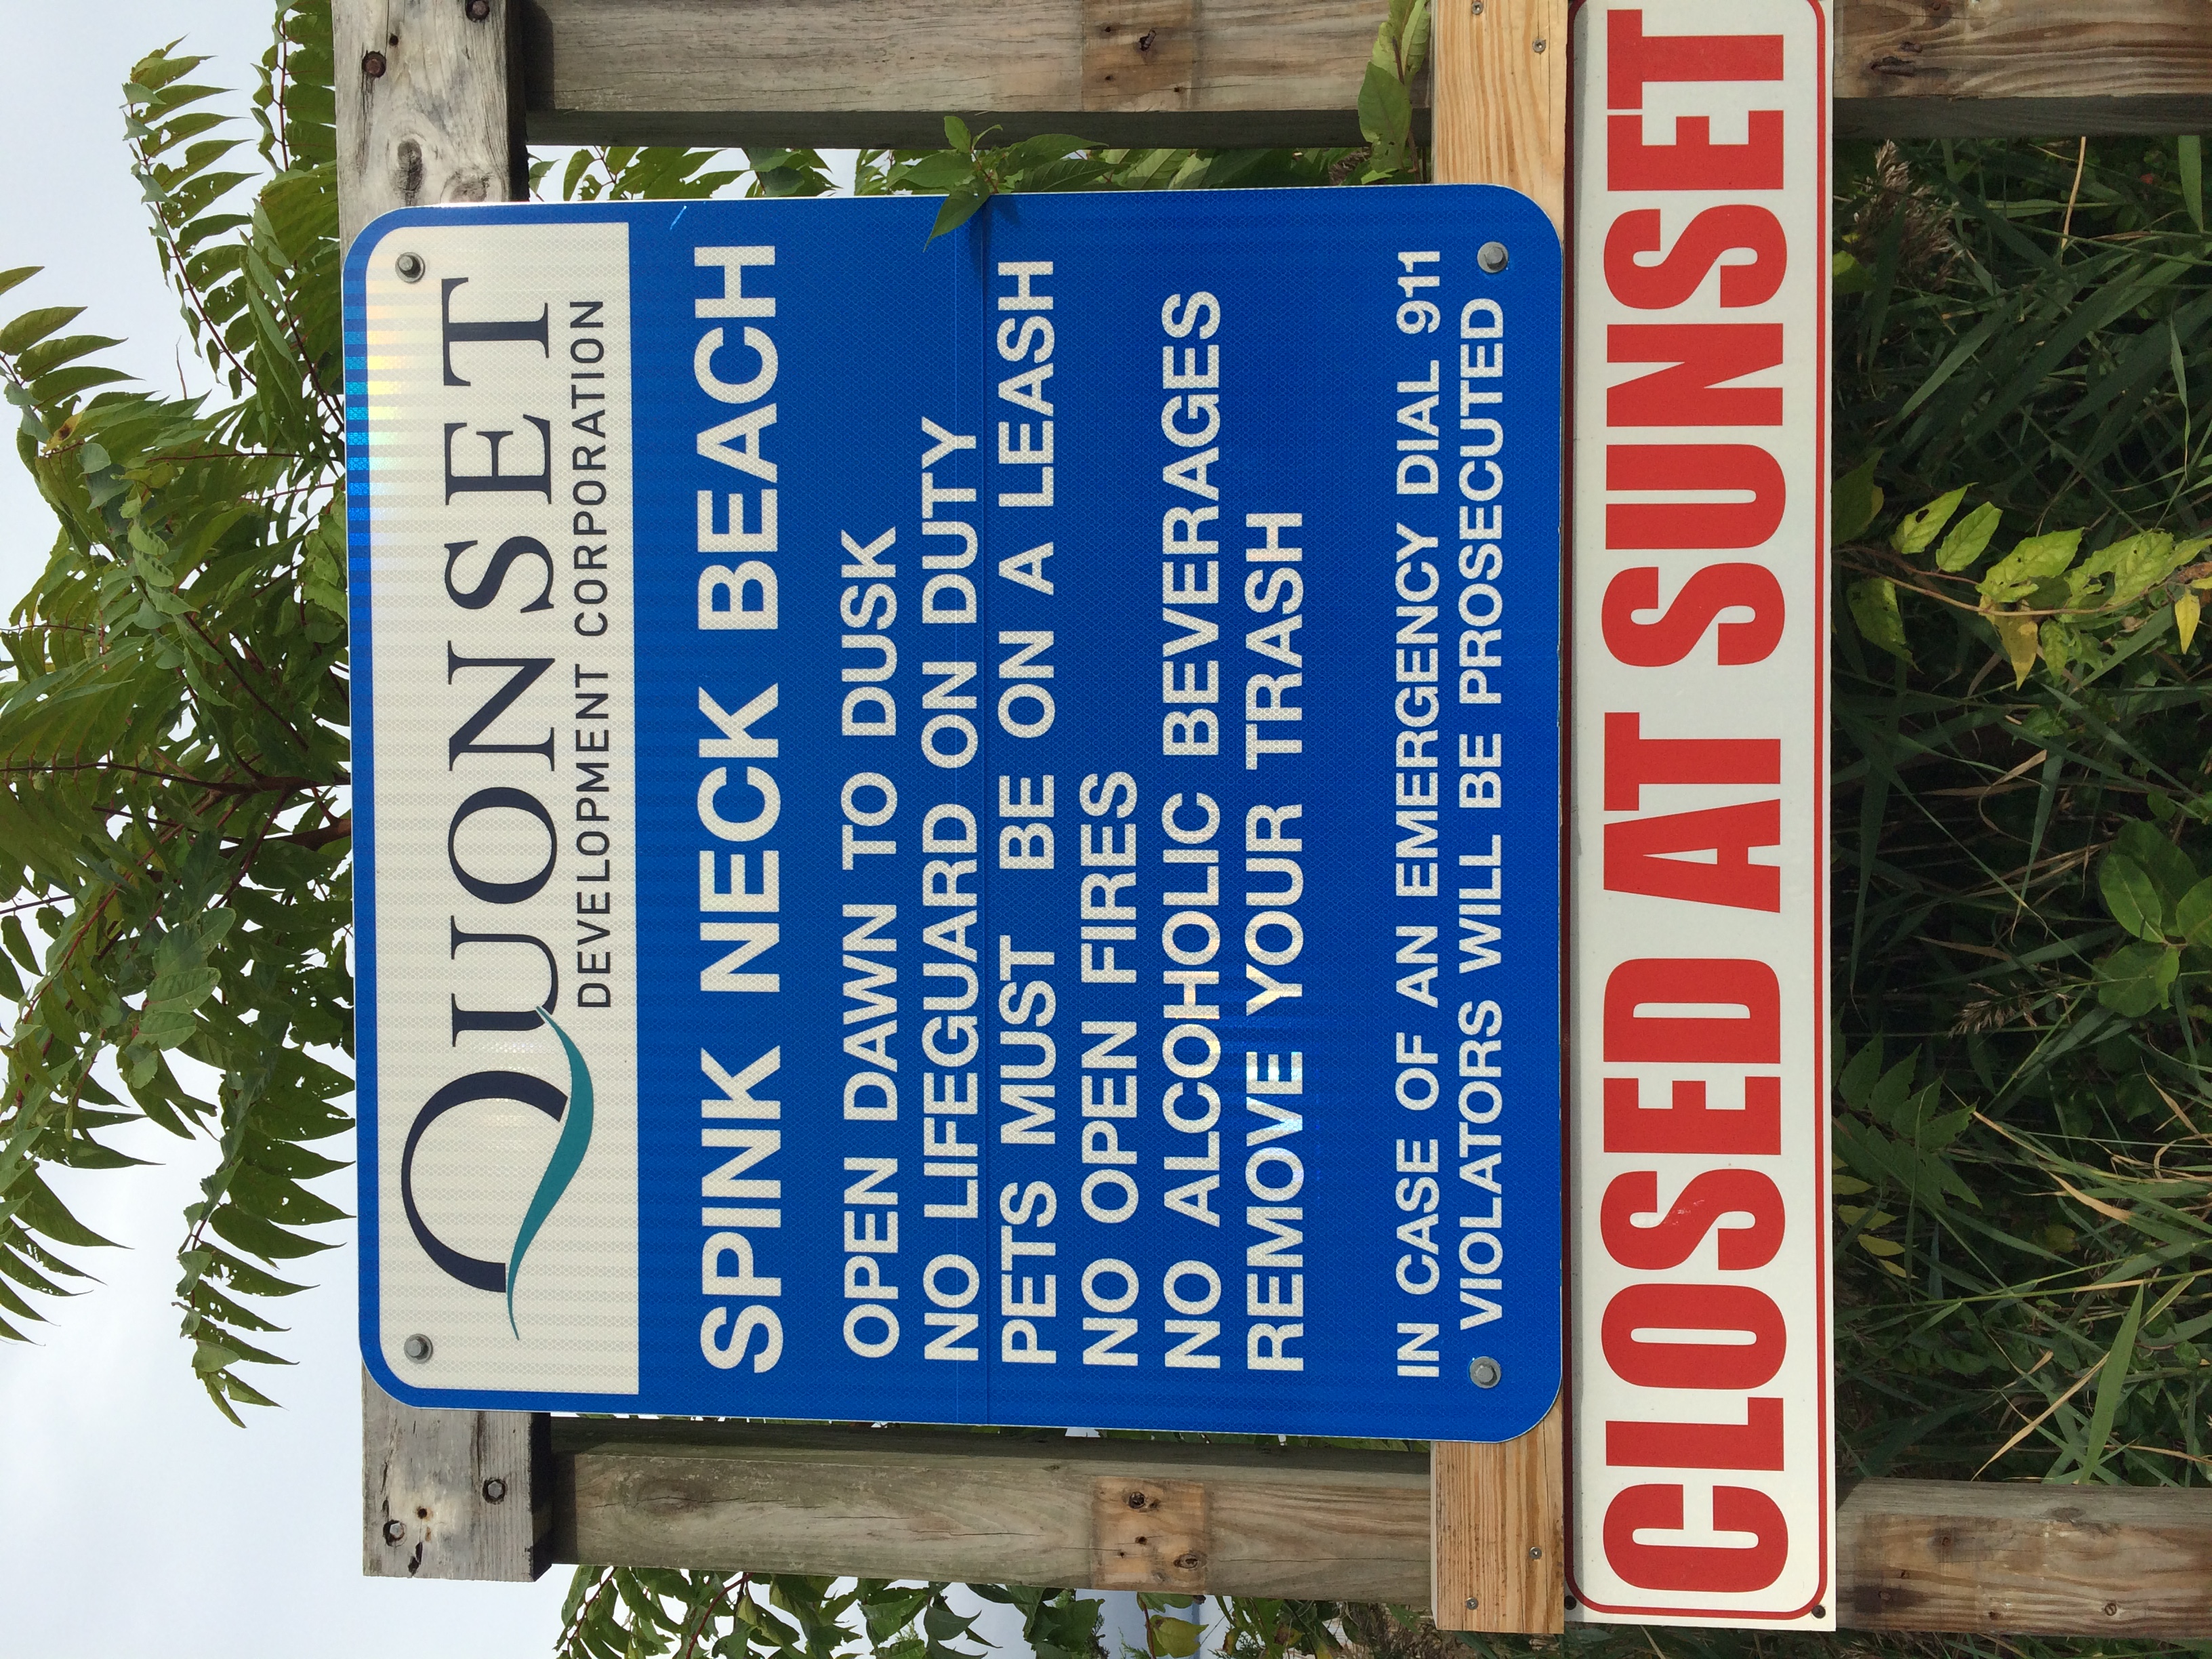 QUONSET
DEVELOPMENT CORPORATION
SPINK NECK BEACH
OPEN DAWN TO DUSK
NO LIFEGUARD ON DUTY
PETS MUST BE ON A LEASH
NO OPEN FIRES
NO ALCOHOLIC BEVERAGES
REMOVE YOUR TRASH
IN CASE OF AN EMERGENCY DIAL 911
VIOLATORS WILL BE PROSECUTED
CLOSED AT SUNSET